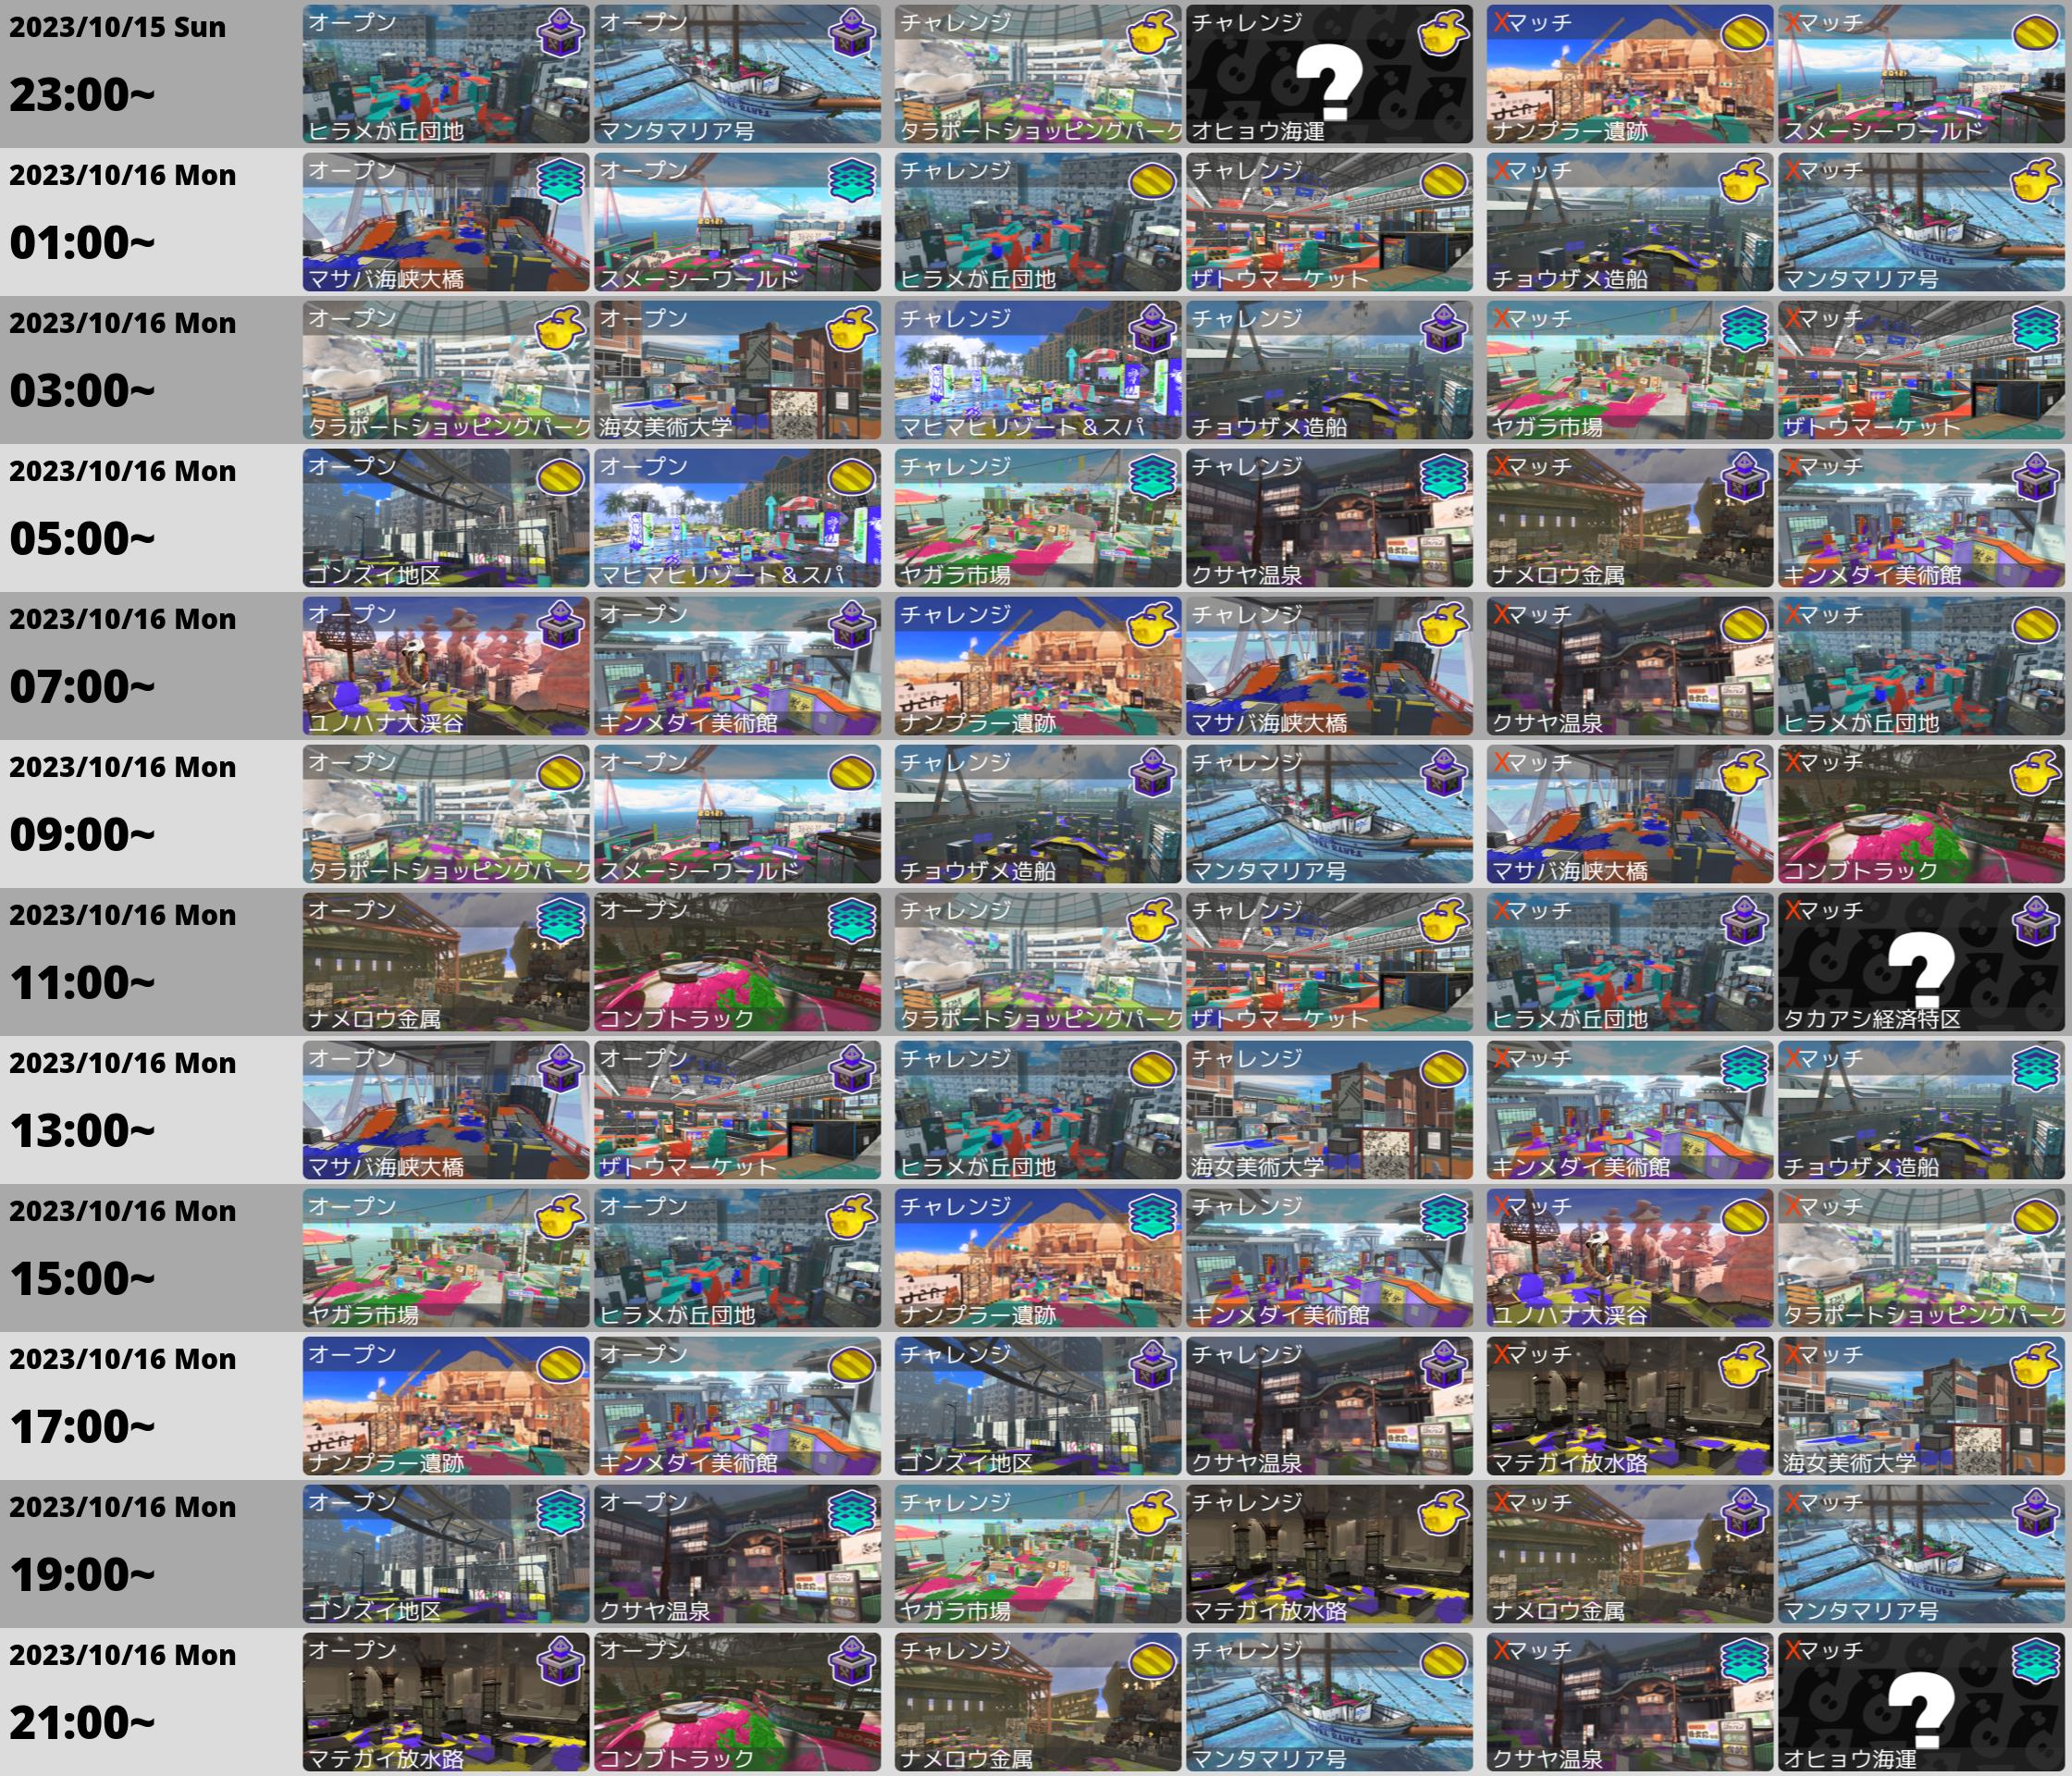 2023/10/15 Sun
23:00~
オープン
ヒラメが丘団地
オープン
マンタマリア号
チャレンジ
タラポートショッピングパーク
チャレンジ
?
オヒョウ海運
Xマッチ
ナンプラー遺跡
Xマッチ
スメーシーワールド
2023/10/16 Mon
01:00~
オープン
マサバ海峡大橋
オープン
スメーシーワールド
チャレンジ
ヒラメが丘団地
チャレンジ
ザトウマーケット
Xマッチ
チョウザメ造船
Xマッチ
マンタマリア号
2023/10/16 Mon
03:00~
オープン
タラポートショッピングパーク
オープン
海女美術大学
チャレンジ
マヒマヒリゾート&スパ
チャレンジ
チョウザメ造船
Xマッチ
ヤガラ市場
Xマッチ
ザトウマーケット
2023/10/16 Mon
05:00~
オープン
ゴンズイ地区
オープン
マヒマヒリゾート&スパ
チャレンジ
ヤガラ市場
チャレンジ
クサヤ温泉
Xマッチ
ナメロウ金属
Xマッチ
キンメダイ美術館
2023/10/16 Mon
07:00~
オープン
ユノハナ大渓谷
オープン
キンメダイ美術館
チャレンジ
ナンプラー遺跡
チャレンジ
マサバ海峡大橋
Xマッチ
クサヤ温泉
Xマッチ
ヒラメが丘団地
2023/10/16 Mon
09:00~
オープン
タラポートショッピングパーク
オープン
スメーシーワールド
チャレンジ
チョウザメ造船
チャレンジ
マンタマリア号
Xマッチ
マサバ海峡大橋
Xマッチ
コンブトラック
2023/10/16 Mon
11:00~
オープン
ナメロウ金属
オープン
コンブトラック
チャレンジ
タラポートショッピングパーク
チャレンジ
ザトウマーケット
Xマッチ
ヒラメが丘団地
Xマッチ
?
タカアシ経済特区
2023/10/16 Mon
13:00~
オープン
マサバ海峡大橋
オープン
ザトウマーケット
チャレンジ
ヒラメが丘団地
チャレンジ
海女美術大学
Xマッチ
キンメダイ美術館
Xマッチ
チョウザメ造船
2023/10/16 Mon
15:00~
オープン
ヤガラ市場
オープン
ヒラメが丘団地
チャレンジ
ナンプラー遺跡
チャレンジ
キンメダイ美術館
Xマッチ
ユノハナ大渓谷
Xマッチ
タラポートショッピングパーク
2023/10/16 Mon
17:00~
オープン
ナンプラー遺跡
オープン
キンメダイ美術館
チャレンジ
ゴンズイ地区
チャレンジ
クサヤ温泉
Xマッチ
マテガイ放水路
Xマッチ
海女美術大学
2023/10/16 Mon
19:00~
オープン
ゴンズイ地区
オープン
クサヤ温泉
チャレンジ
ヤガラ市場
チャレンジ
マテガイ放水路
Xマッチ
ナメロウ金属
Xマッチ
マンタマリア号
2023/10/16 Mon
21:00~
オープン
マテガイ放水路
オープン
コンブトラック
チャレンジ
ナメロウ金属
チャレンジ
マンタマリア号
Xマッチ
クサヤ温泉
Xマッチ
?
オヒョウ海運